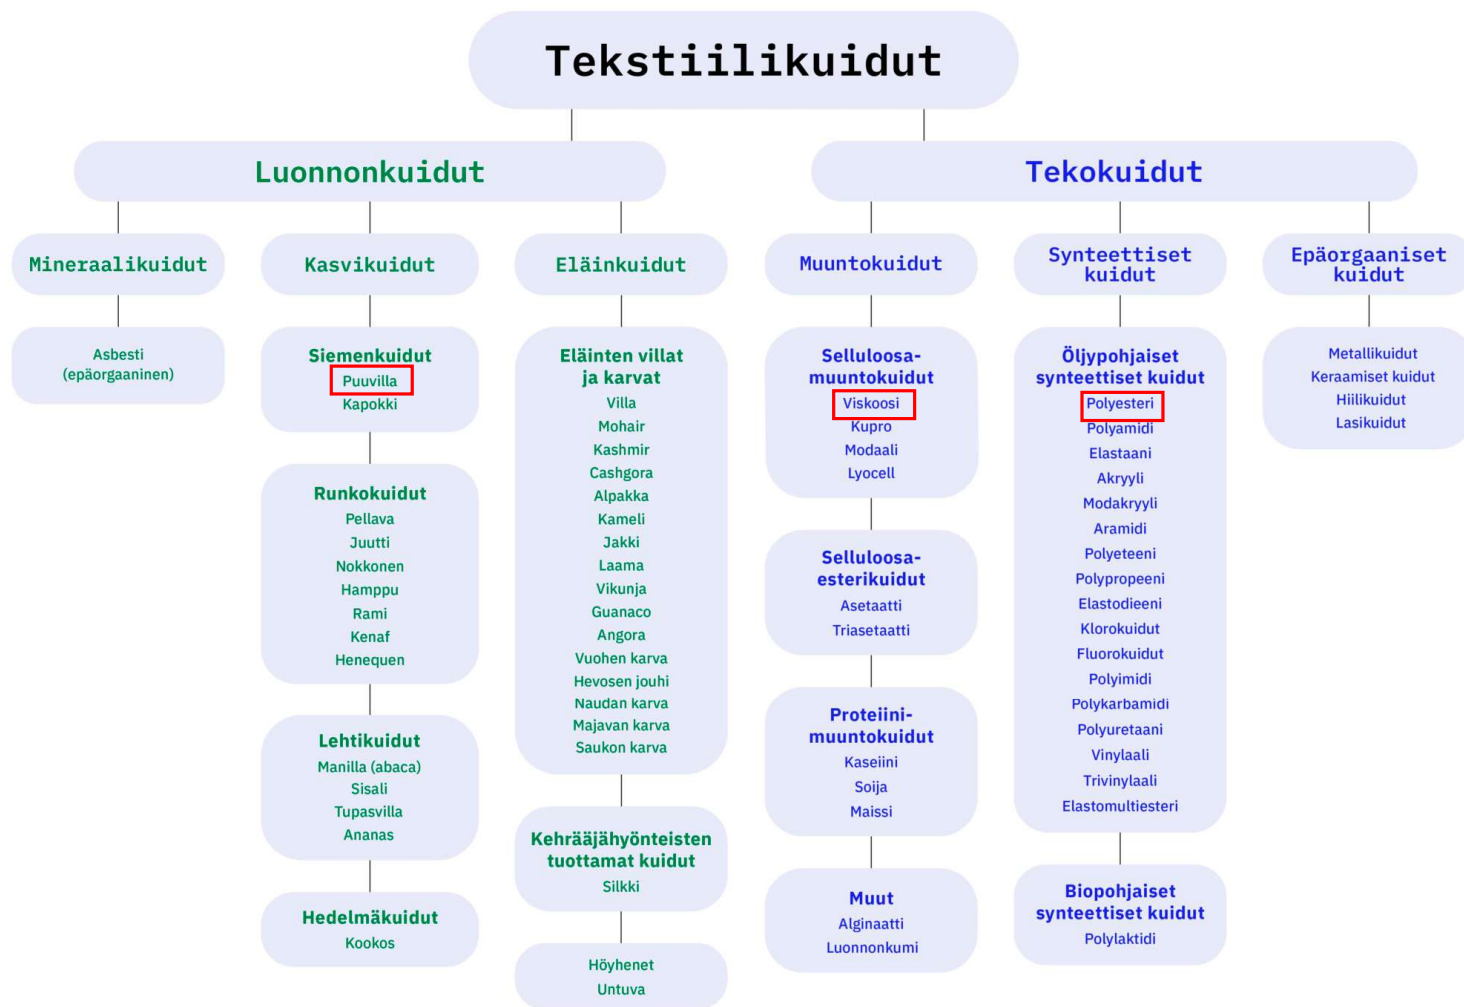 Tekstiilikuidut
Luonnonkuidut
Tekokuidut
Mineraalikuidut
Kasvikuidut
Eläinkuidut
Muuntokuidut
Synteettiset
kuidut
Epäorgaaniset
kuidut
Asbesti
(epäorgaaninen)
Siemenkuidut
Puuvilla
Kapokki
Runkokuidut
Pellava
Juutti
Nokkonen
Hamppu
Rami
Kenaf
Henequen
Lehtikuidut
Manilla (abaca)
Sisali
Tupasvilla
Ananas
Hedelmäkuidut
Kookos
Eläinten villat
ja karvat
Villa
Mohair
Kashmir
Cashgora
Alpakka
Kameli
Jakki
Laama
Vikunja
Guanaco
Angora
Vuohen karva
Hevosen jouhi
Naudan karva
Majavan karva
Saukon karva
Kehrääjähyönteisten
tuottamat kuidut
Silkki
Höyhenet
Untuva
Selluloosa-
muuntokuidut
Viskoosi
Kupro
Modaali
Lyocell
Selluloosa-
esterikuidut
Asetaatti
Triasetaatti
Proteiini-
muuntokuidut
Kaseiini
Soija
Maissi
Muut
Alginaatti
Luonnonkumi
Öljypohjaiset
synteettiset kuidut
Polyesteri
Polyamidi
Elastaani
Akryyli
Modakryyli
Aramidi
Polyeteeni
Polypropeeni
Elastodieeni
Klorokuidut
Fluorokuidut
Polyimidi
Polykarbamidi
Polyuretaani
Vinylaali
Trivinylaali
Elastomultiesteri
Biopohjaiset
synteettiset kuidut
Polylaktidi
Metallikuidut
Keraamiset kuidut
Hiilikuidut
Lasikuidut